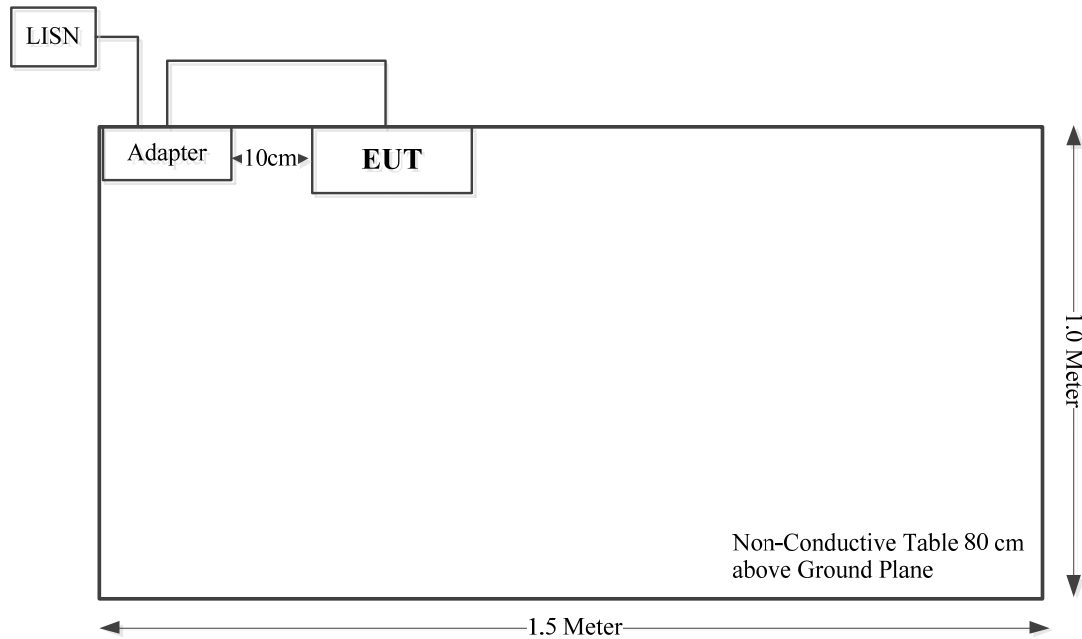 LISN
Adapter
10cm
EUT
1.0 Meter
Non-Conductive Table 80 cm
above Ground Plane
1.5 Meter